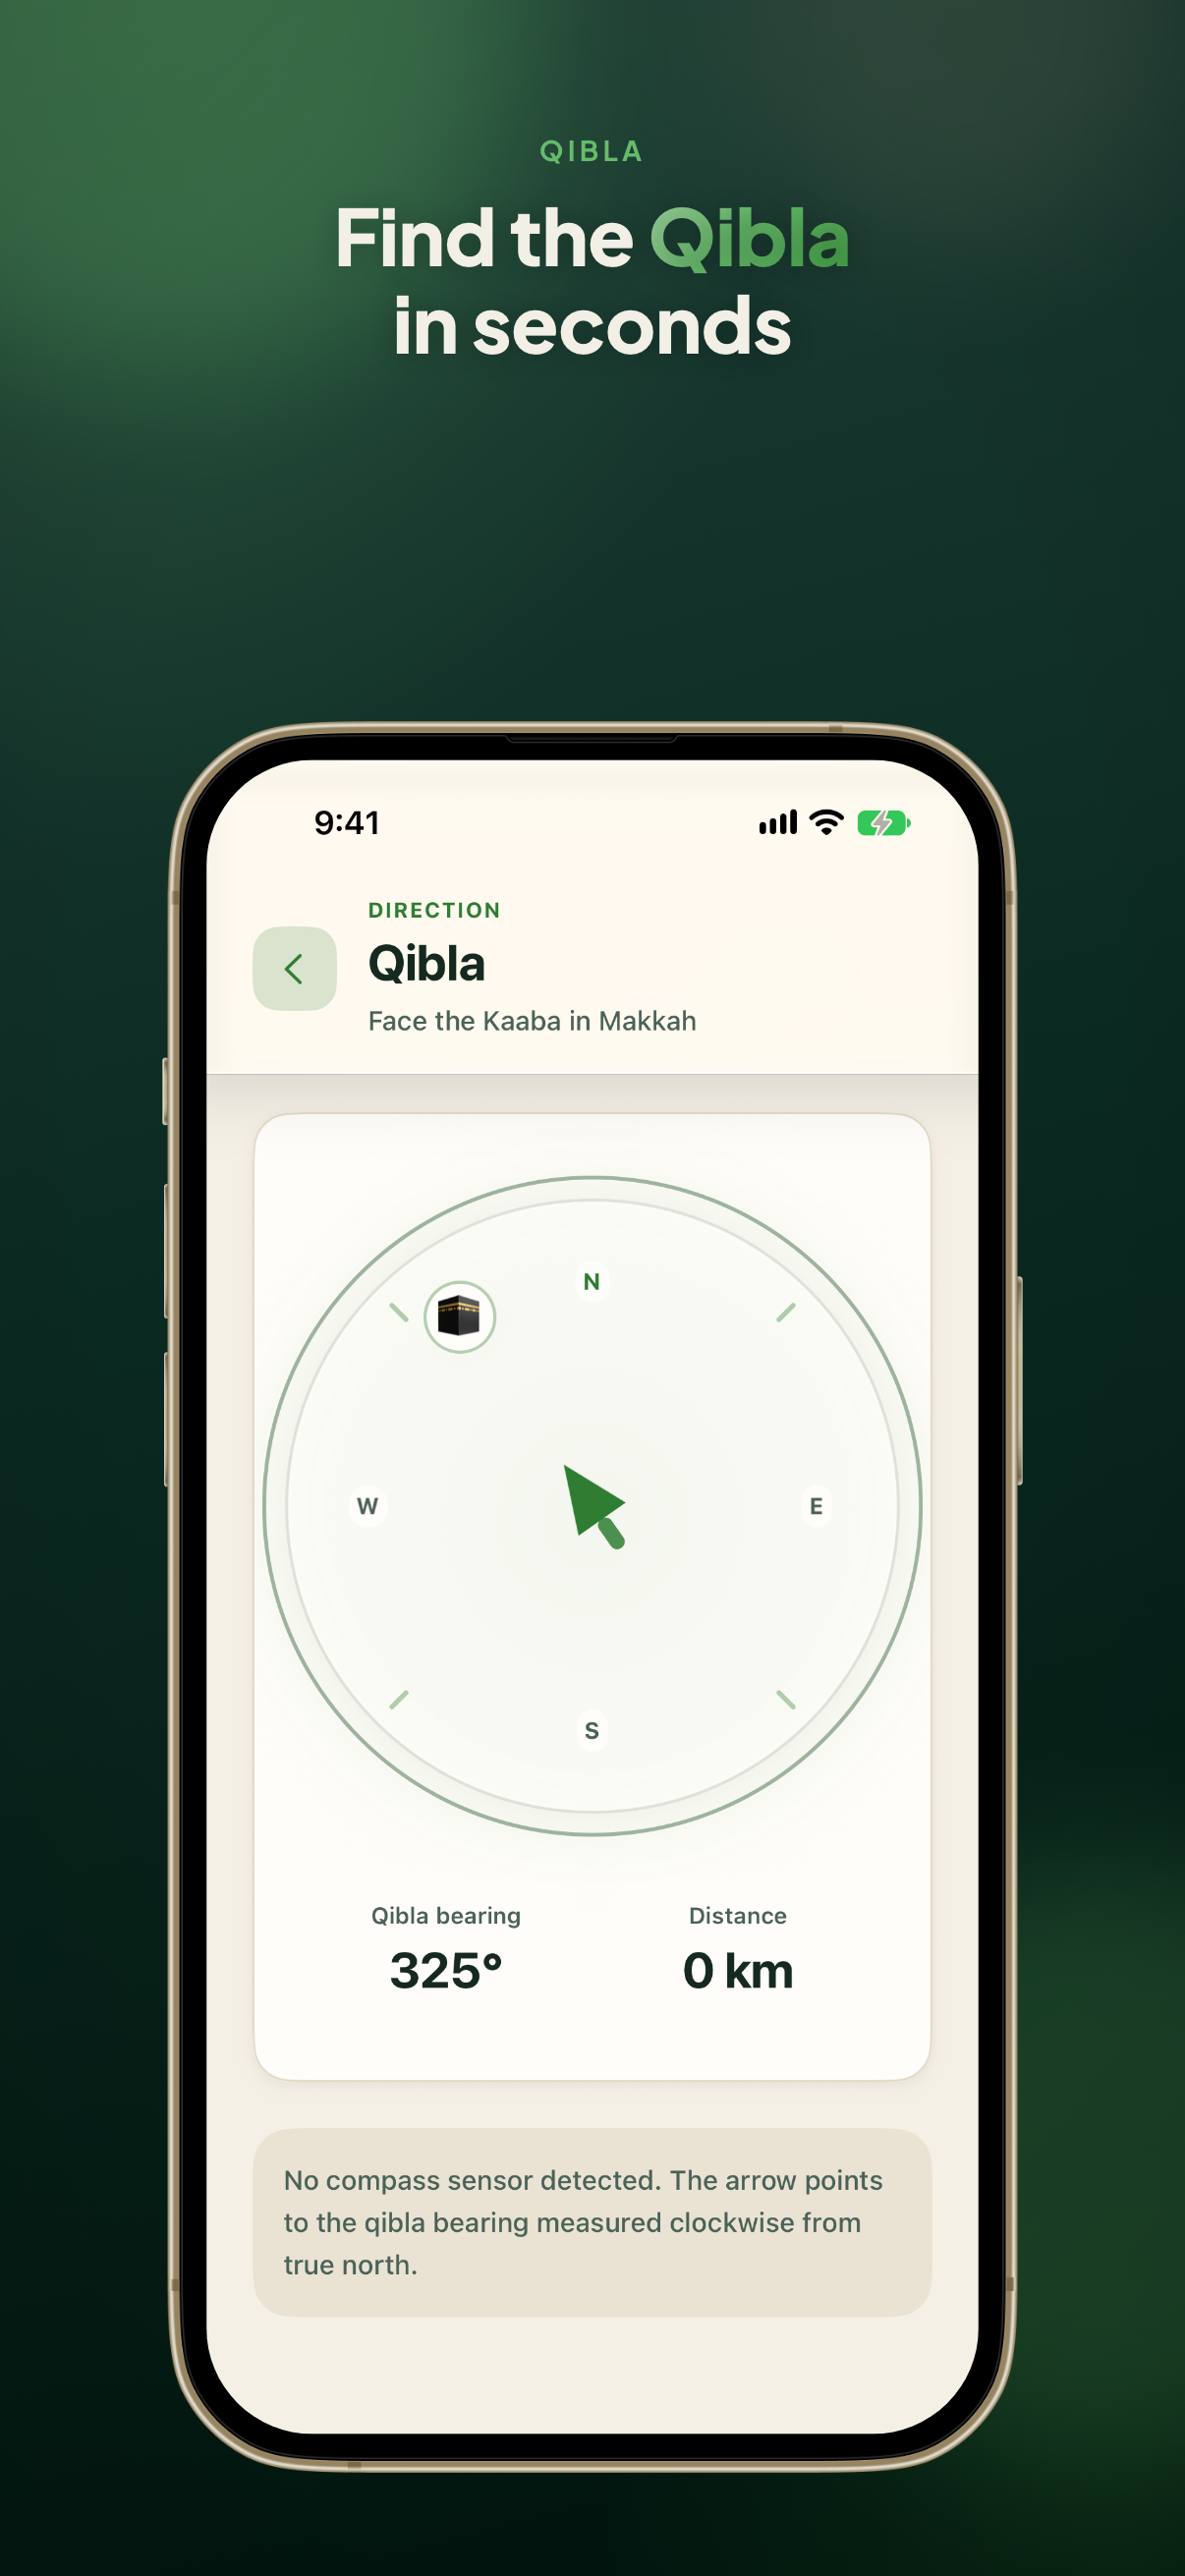 QIBLA
Find the Qibla
in seconds
9:41
DIRECTION
Qibla
Face the Kaaba in Makkah
N
W
E
S
Qibla bearing
Distance
325°
0 km
No compass sensor detected. The arrow points
to the qibla bearing measured clockwise from
true north.